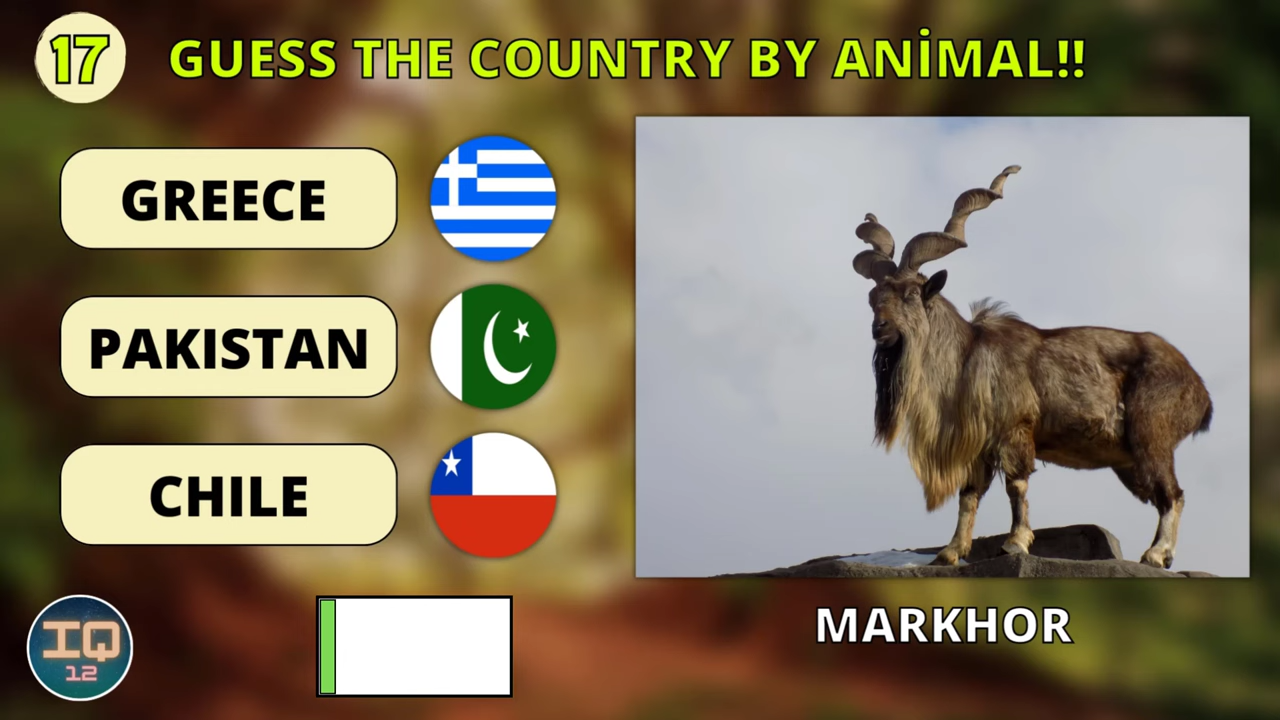 17
GUESS THE COUNTRY BY ANİMAL!!
GREECE
PAKISTAN
CHILE
MARKHOR
IQ
12